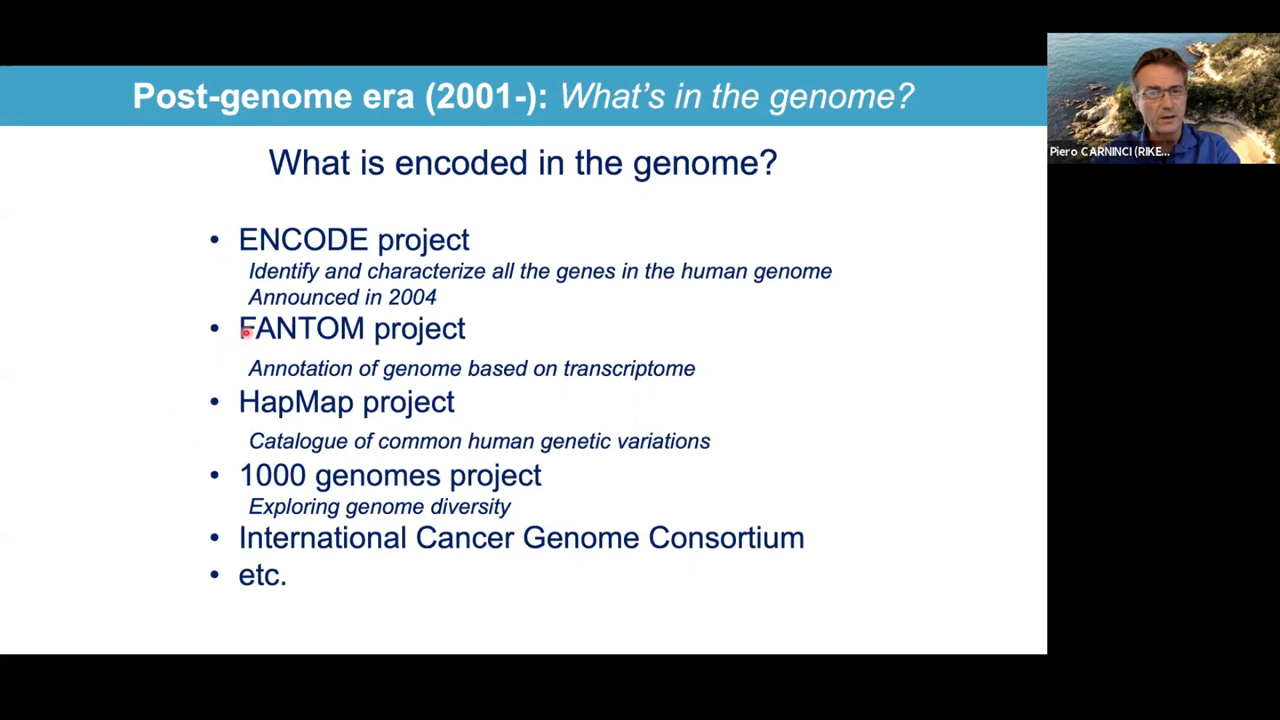 Post-genome era (2001-): What's in the genome?
What is encoded in the genome?
• ENCODE project
Identify and characterize all the genes in the human genome
Announced in 2004
• FANTOM project
Annotation of genome based on transcriptome
• HapMap project
Catalogue of common human genetic variations
• 1000 genomes project
Exploring genome diversity
• International Cancer Genome Consortium
• etc.
Piero CARNINCI (RIKE...